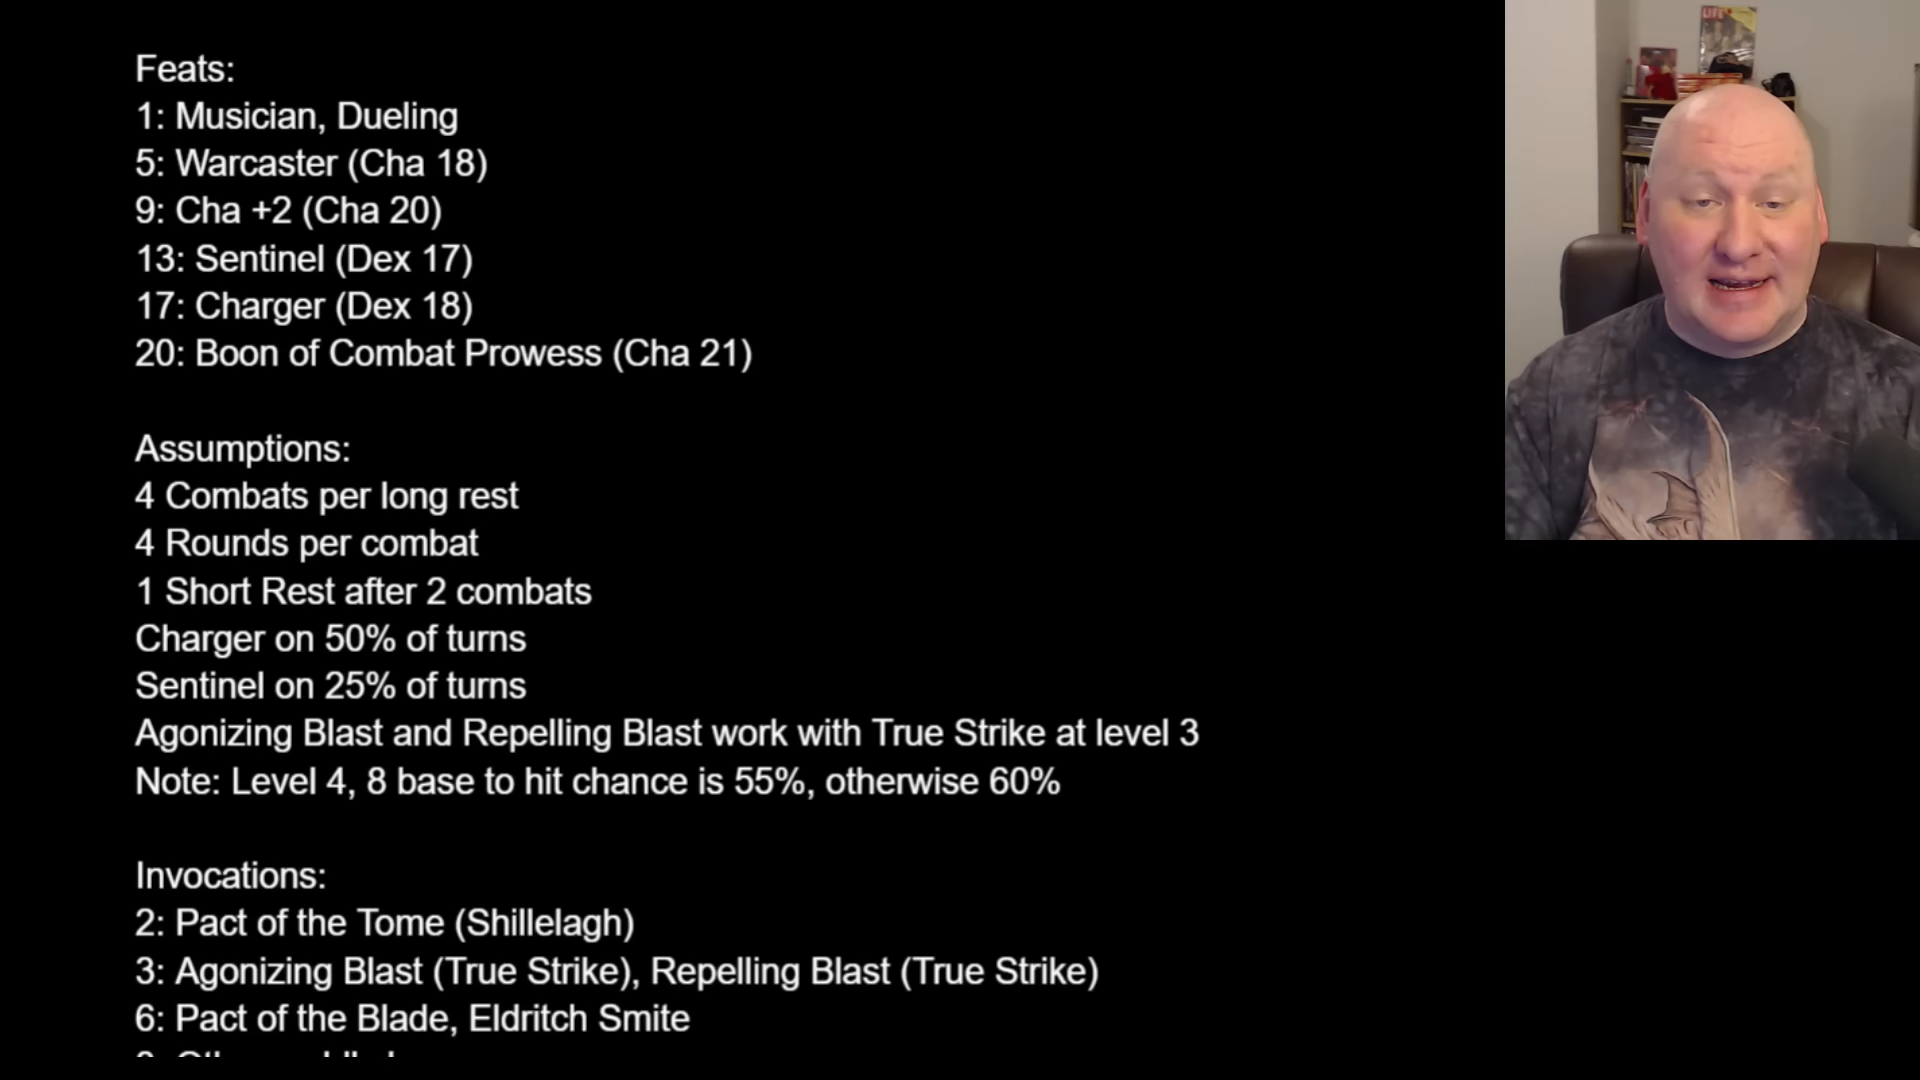 Feats:
1: Musician, Dueling
5: Warcaster (Cha 18)
9: Cha +2 (Cha 20)
13: Sentinel (Dex 17)
17: Charger (Dex 18)
20: Boon of Combat Prowess (Cha 21)
Assumptions:
4 Combats per long rest
4 Rounds per combat
1 Short Rest after 2 combats
Charger on 50% of turns
Sentinel on 25% of turns
Agonizing Blast and Repelling Blast work with True Strike at level 3
Note: Level 4, 8 base to hit chance is 55%, otherwise 60%
Invocations:
2: Pact of the Tome (Shillelagh)
3: Agonizing Blast (True Strike), Repelling Blast (True Strike)
6: Pact of the Blade, Eldritch Smite
LIFE